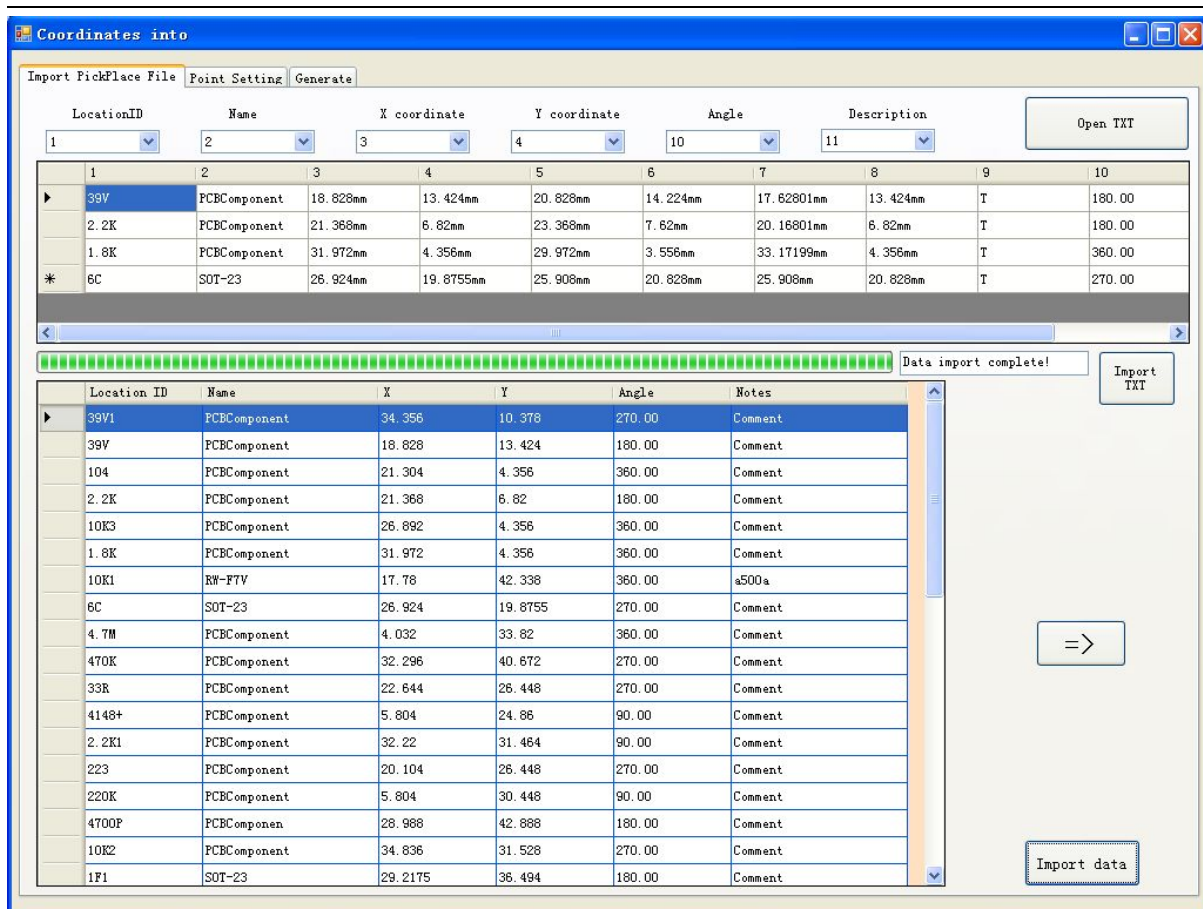 Coordinates into
Import PickPlace File Point Setting Generate
LocationID Name X coordinate Y coordinate Angle Description
Open TXT
1 2 3 4 10 11
1 2 3 4 5 6 7 8 9 10
39V PCBComponent 18.828mm 13.424mm 20.828mm 14.224mm 17.62801mm 13.424mm T 180.00
2.2K PCBComponent 21.368mm 6.82mm 23.368mm 7.62mm 20.16801mm 6.82mm T 180.00
1.8K PCBComponent 31.972mm 4.356mm 29.972mm 3.556mm 33.17199mm 4.356mm T 360.00
6C SOT-23 26.924mm 19.8755mm 25.908mm 20.828mm 25.908mm 20.828mm T 270.00
Data import complete!
Import
TXT
Location ID Name X Y Angle Notes
39V1 PCBComponent 34.356 10.378 270.00 Comment
39V PCBComponent 18.828 13.424 180.00 Comment
104 PCBComponent 21.304 4.356 360.00 Comment
2.2K PCBComponent 21.368 6.82 180.00 Comment
10K3 PCBComponent 26.892 4.356 360.00 Comment
1.8K PCBComponent 31.972 4.356 360.00 Comment
10K1 RW-F7V 17.78 42.338 360.00 a500a
6C SOT-23 26.924 19.8755 270.00 Comment
4.7M PCBComponent 4.032 33.82 360.00 Comment
470K PCBComponent 32.296 40.672 270.00 Comment
33R PCBComponent 22.644 26.448 270.00 Comment
4148+ PCBComponent 5.804 24.86 90.00 Comment
2.2K1 PCBComponent 32.22 31.464 90.00 Comment
223 PCBComponent 20.104 26.448 270.00 Comment
220K PCBComponent 5.804 30.448 90.00 Comment
4700P PCBComponen 28.988 42.888 180.00 Comment
10K2 PCBComponent 34.836 31.528 270.00 Comment
1F1 SOT-23 29.2175 36.494 180.00 Comment
=>
Import data